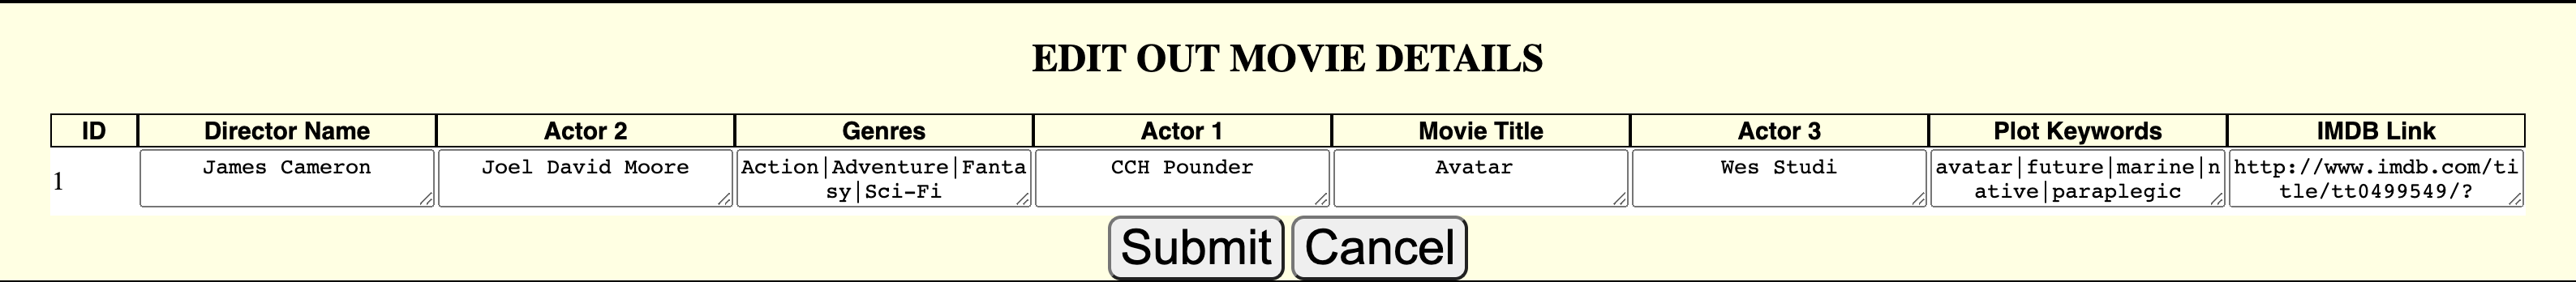 EDIT OUT MOVIE DETAILS
ID Director Name Actor 2 Genres Actor 1 Movie Title Actor 3 Plot Keywords IMDB Link
1 James Cameron Joel David Moore Action|Adventure|Fanta CCH Pounder Avatar Wes Studi avatar|future|marine|n http://www.imdb.com/ti
sy|Sci-Fi ative|paraplegic tle/tt0499549/?
Submit Cancel